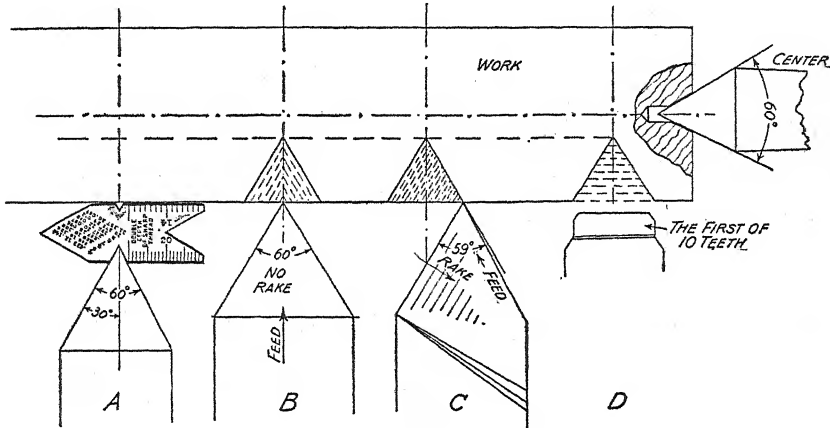 WORK
CENTER
60°
60°
30°
60°
NO
RAKE
FEED
59°
RAKE
FEED.
THE FIRST OF
10 TEETH
A
B
C
D